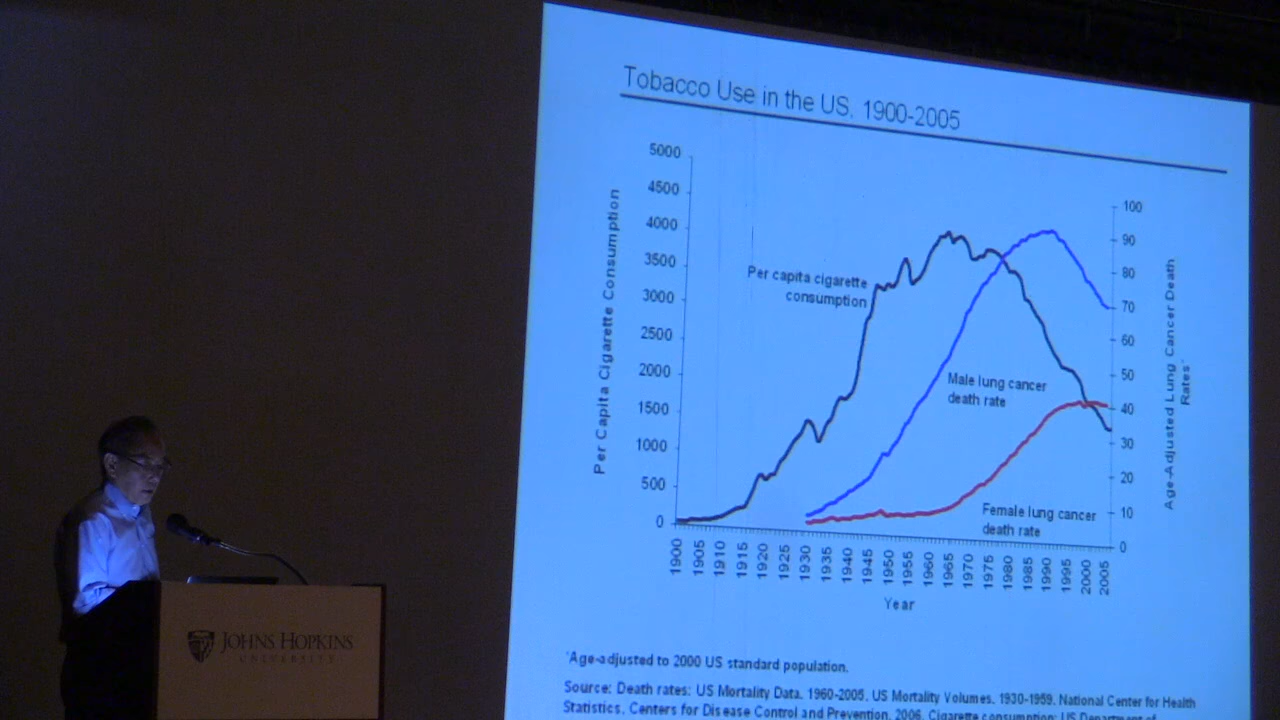 Tobacco Use in the US, 1900-2005
5000
4500
4000
3500
3000
2500
2000
1500
1000
500
0
Per Capita Cigarette Consumption
100
90
80
70
60
50
40
30
20
10
0
Age-Adjusted Lung Cancer Death
Rates*
Per capita cigarette
consumption
Male lung cancer
death rate
Female lung cancer
death rate
1900
1905
1910
1915
1920
1925
1930
1935
1940
1945
1950
1955
1960
1965
1970
1975
1980
1985
1990
1995
2000
2005
Year
*Age-adjusted to 2000 US standard population.
Source: Death rates: US Mortality Data, 1960-2005, US Mortality Volumes, 1930-1959, National Center for Health
Statistics, Centers for Disease Control and Prevention, 2006. Cigarette consumption: US Department of
JOHNS HOPKINS
UNIVERSITY